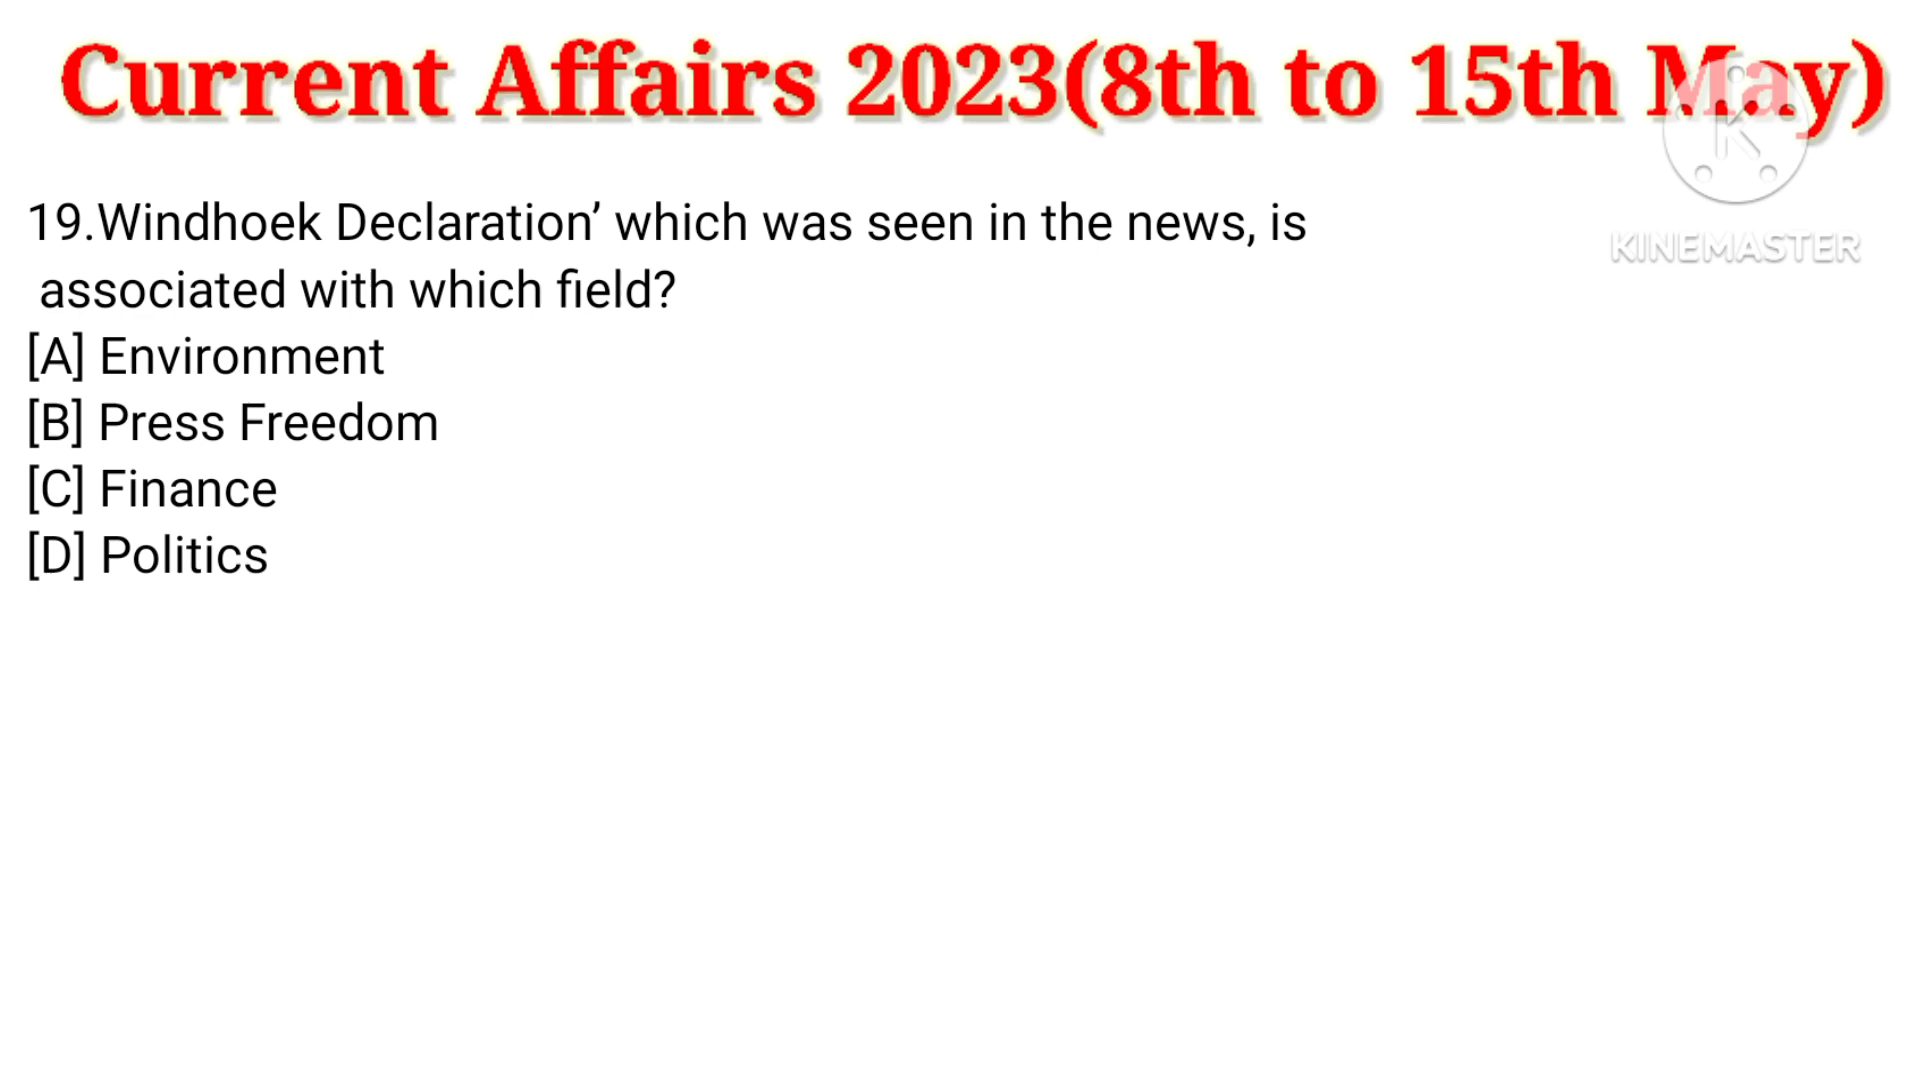 Current Affairs 2023(8th to 15th May)
19.Windhoek Declaration’ which was seen in the news, is
associated with which field?
[A] Environment
[B] Press Freedom
[C] Finance
[D] Politics
K
KINEMASTER